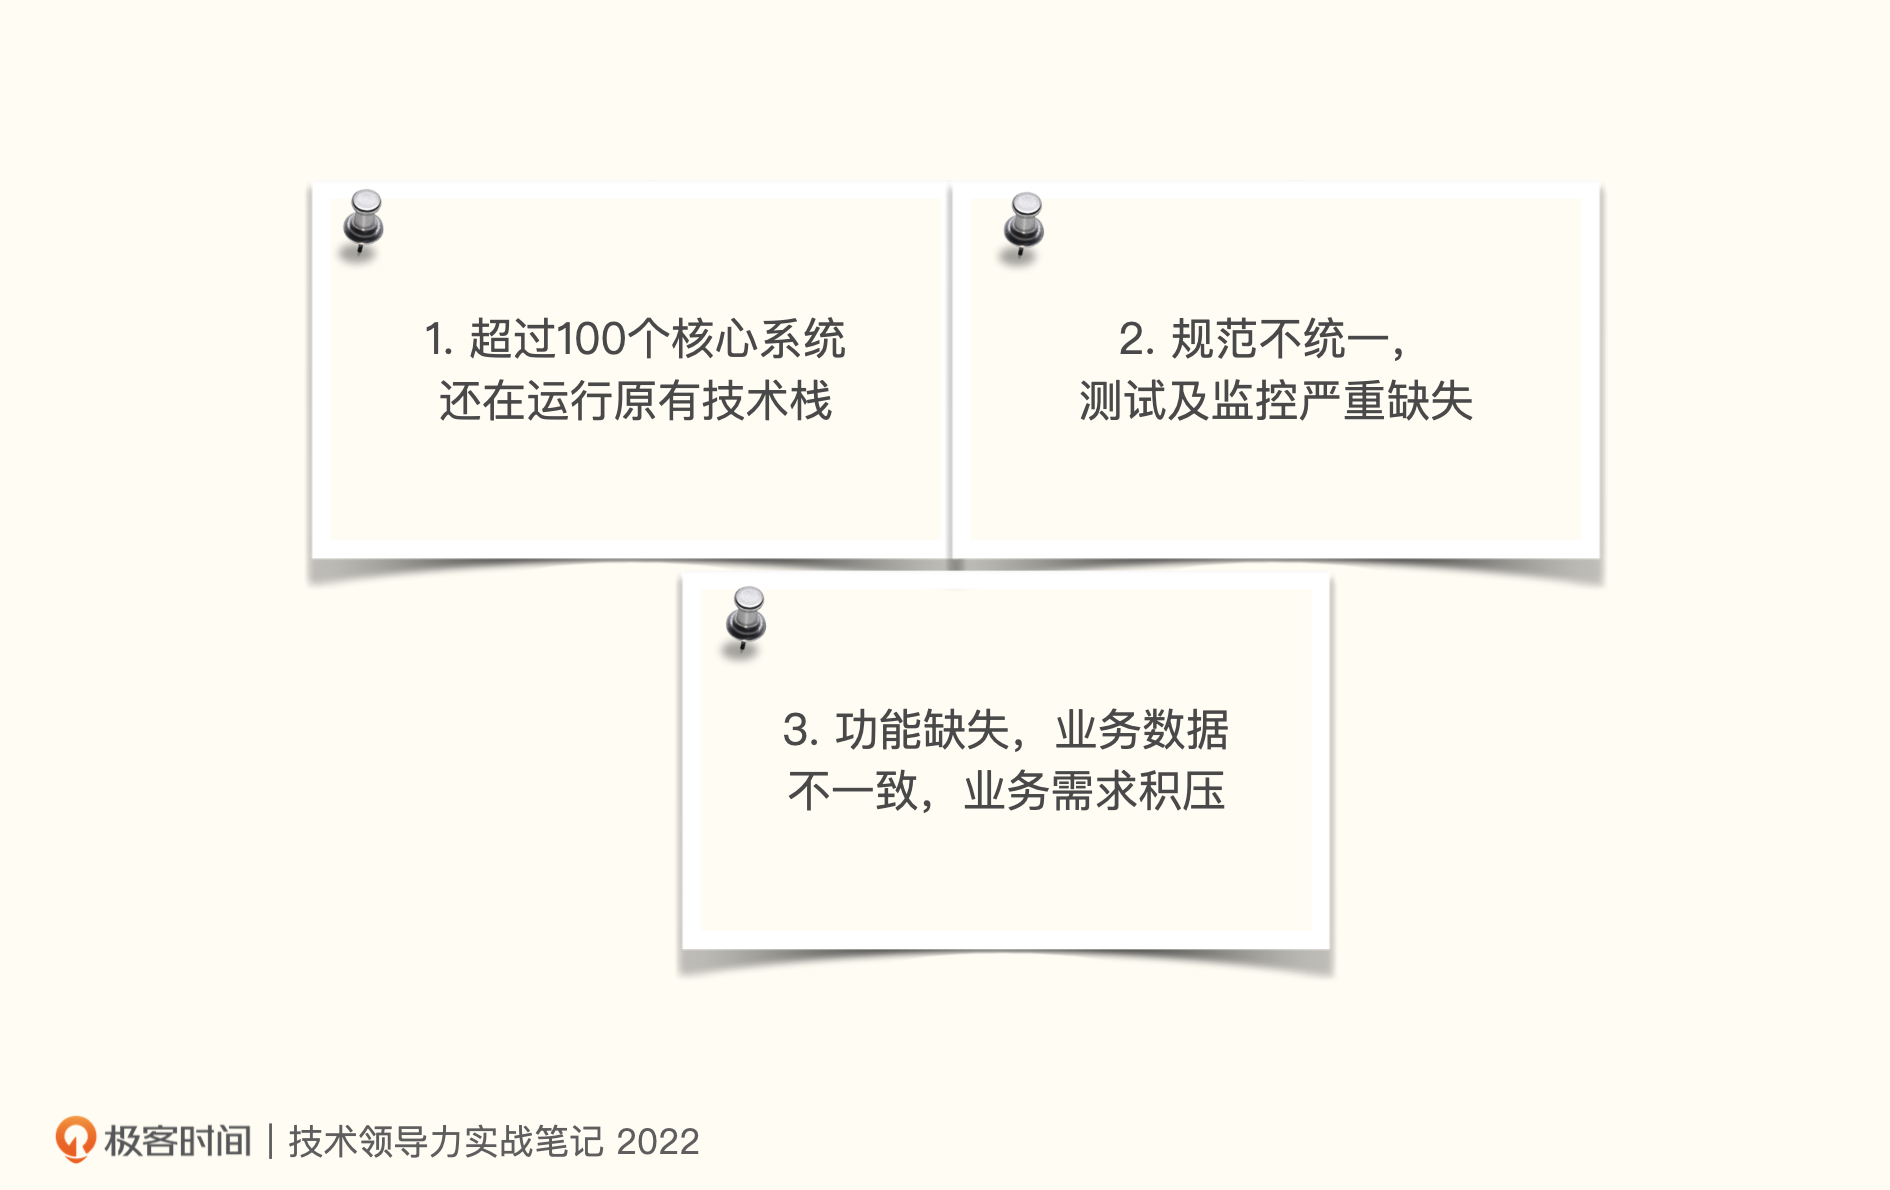 1. 超过100个核心系统
还在运行原有技术栈
2. 规范不统一，
测试及监控严重缺失
3. 功能缺失，业务数据
不一致，业务需求积压
极客时间 | 技术领导力实战笔记 2022